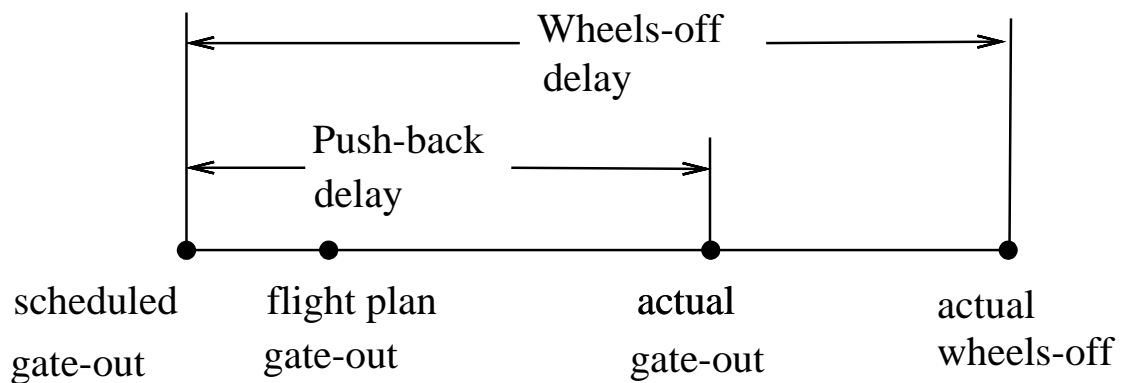 Wheels-off
delay
Push-back
delay
scheduled
gate-out
flight plan
gate-out
actual
gate-out
actual
wheels-off